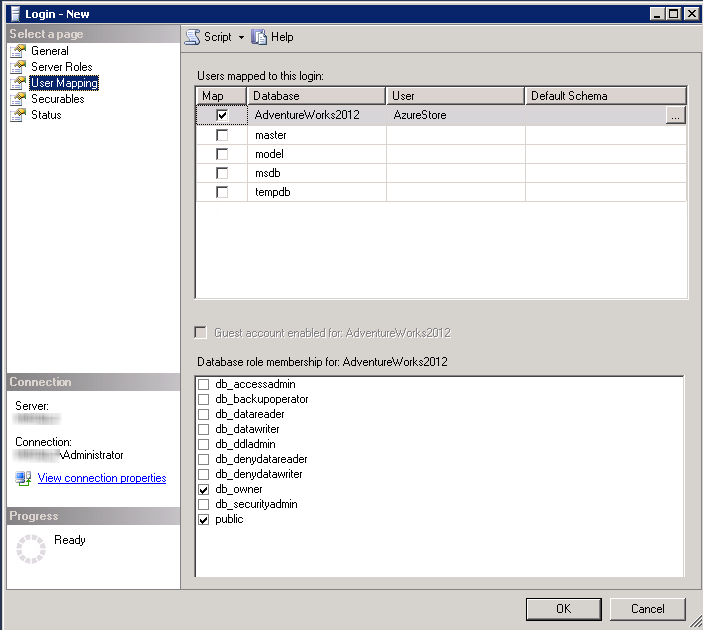 Login - New
Select a page
General
Server Roles
User Mapping
Securables
Status
Script Help
Users mapped to this login:
Map Database User Default Schema
AdventureWorks2012 AzureStore ...
master
model
msdb
tempdb
Guest account enabled for: AdventureWorks2012
Database role membership for: AdventureWorks2012
db_accessadmin
db_backupoperator
db_datareader
db_datawriter
db_ddladmin
db_denydatareader
db_denydatawriter
db_owner
db_securityadmin
public
Connection
Server:
Connection:
\Administrator
View connection properties
Progress
Ready
OK Cancel